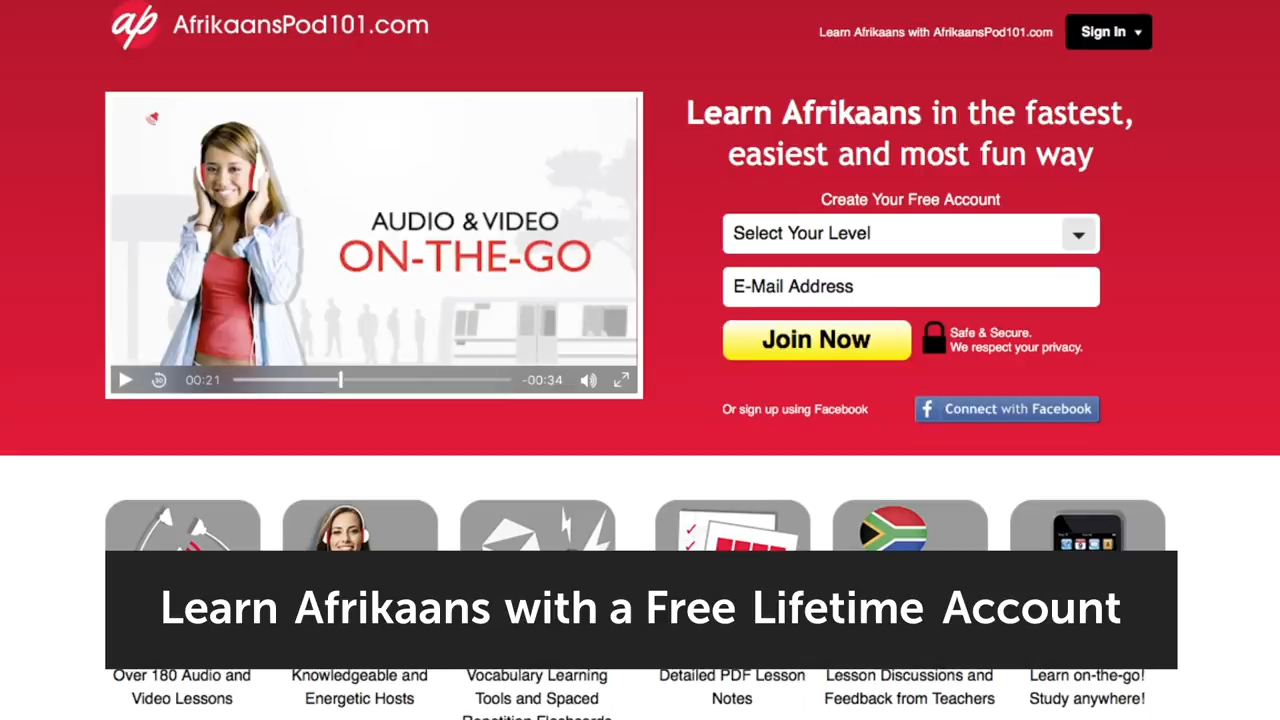 ap AfrikaansPod101.com
Learn Afrikaans with AfrikaansPod101.com
Sign In
AUDIO & VIDEO
ON-THE-GO
30
00:21
-00:34
Learn Afrikaans in the fastest,
easiest and most fun way
Create Your Free Account
Select Your Level
E-Mail Address
Join Now
Safe & Secure.
We respect your privacy.
Or sign up using Facebook
f Connect with Facebook
Learn Afrikaans with a Free Lifetime Account
Over 180 Audio and
Video Lessons
Knowledgeable and
Energetic Hosts
Vocabulary Learning
Tools and Spaced
Repetition Flashcards
Detailed PDF Lesson
Notes
Lesson Discussions and
Feedback from Teachers
Learn on-the-go!
Study anywhere!